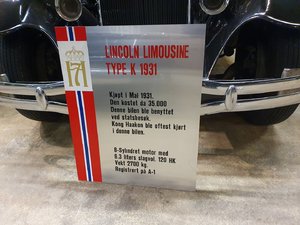 LINCOLN LIMOUSINE
TYPE K 1931
Kjøpt i Mai 1931.
Den kostet da 35.000
Denne bilen ble benyttet
ved statsbesøk.
Kong Haakon ble oftest kjørt
i denne bilen.
8-Sylindret motor med
6.3 liters slagvol. 120 HK
Vekt 2700 kg.
Registrert på A-1